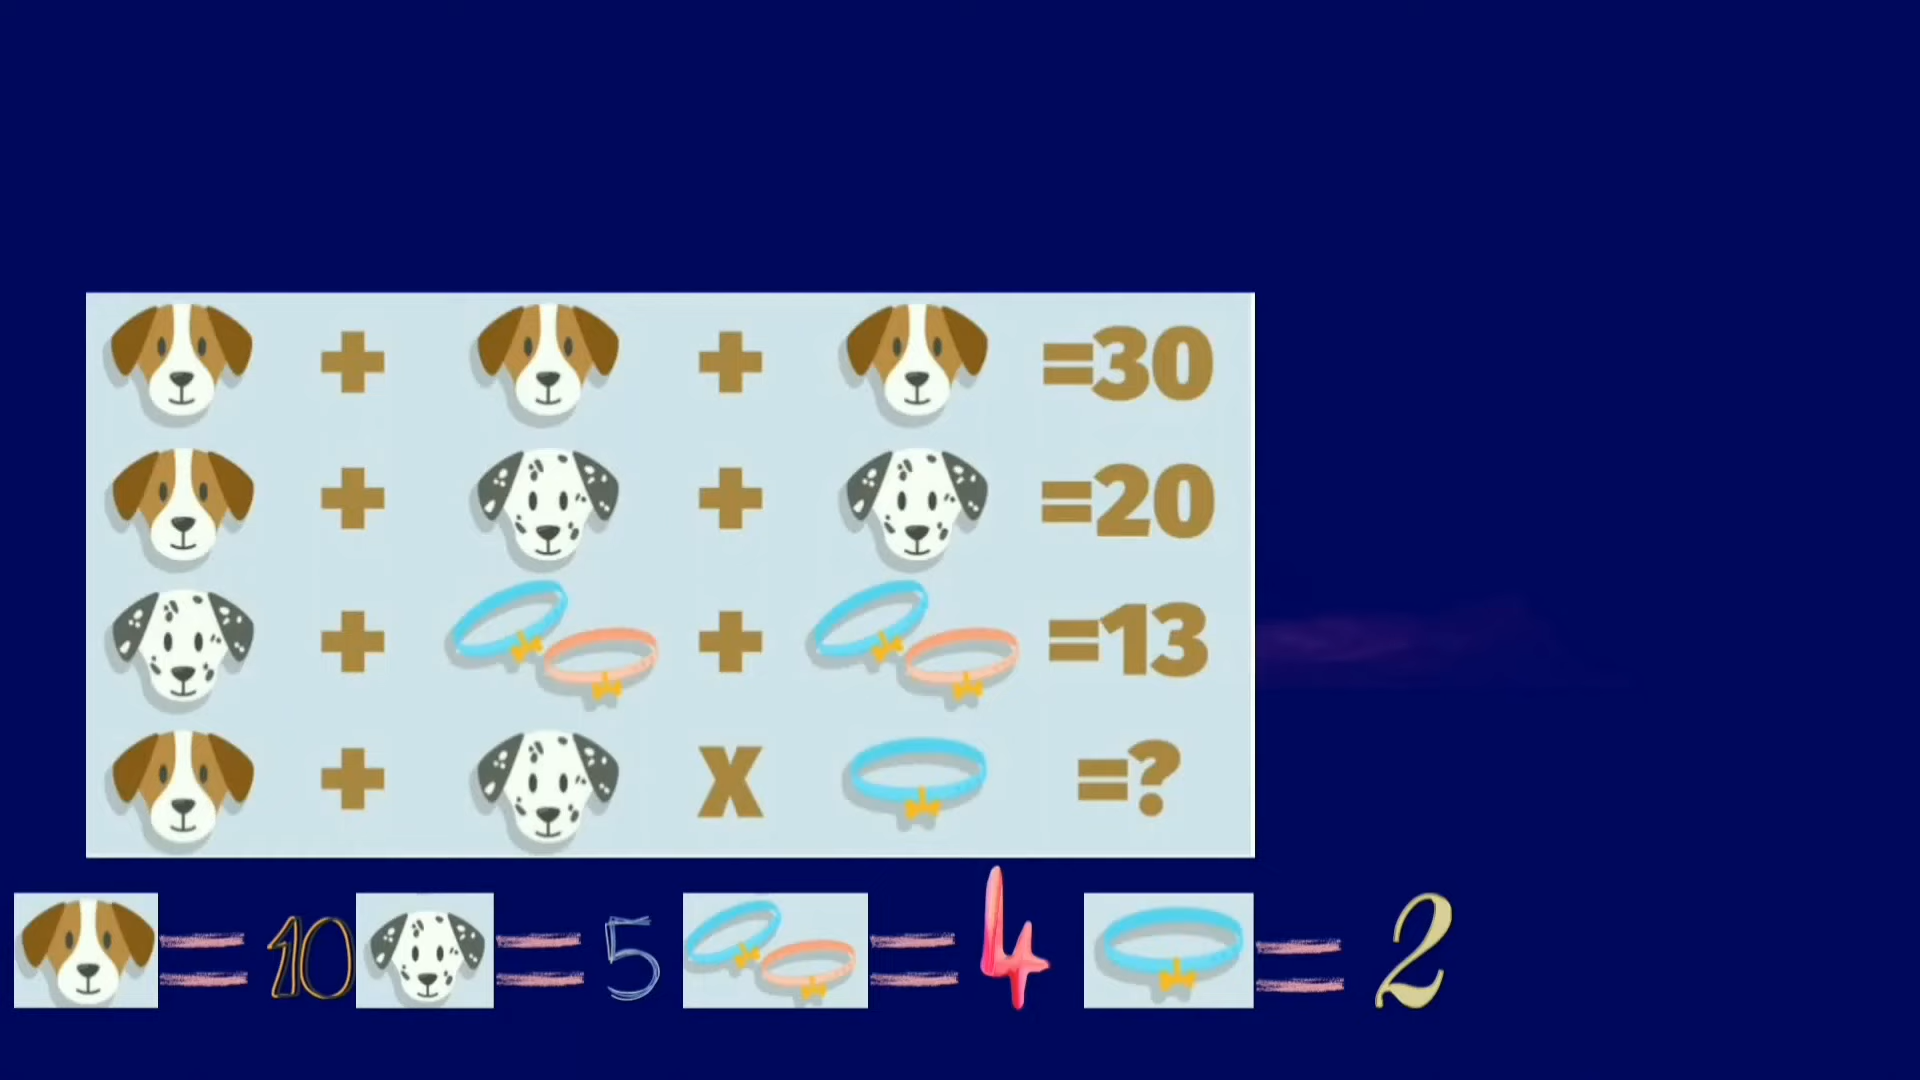 + + =30
+ + =20
+ + =13
+ X =?
= 10 = 5 = 4 = 2